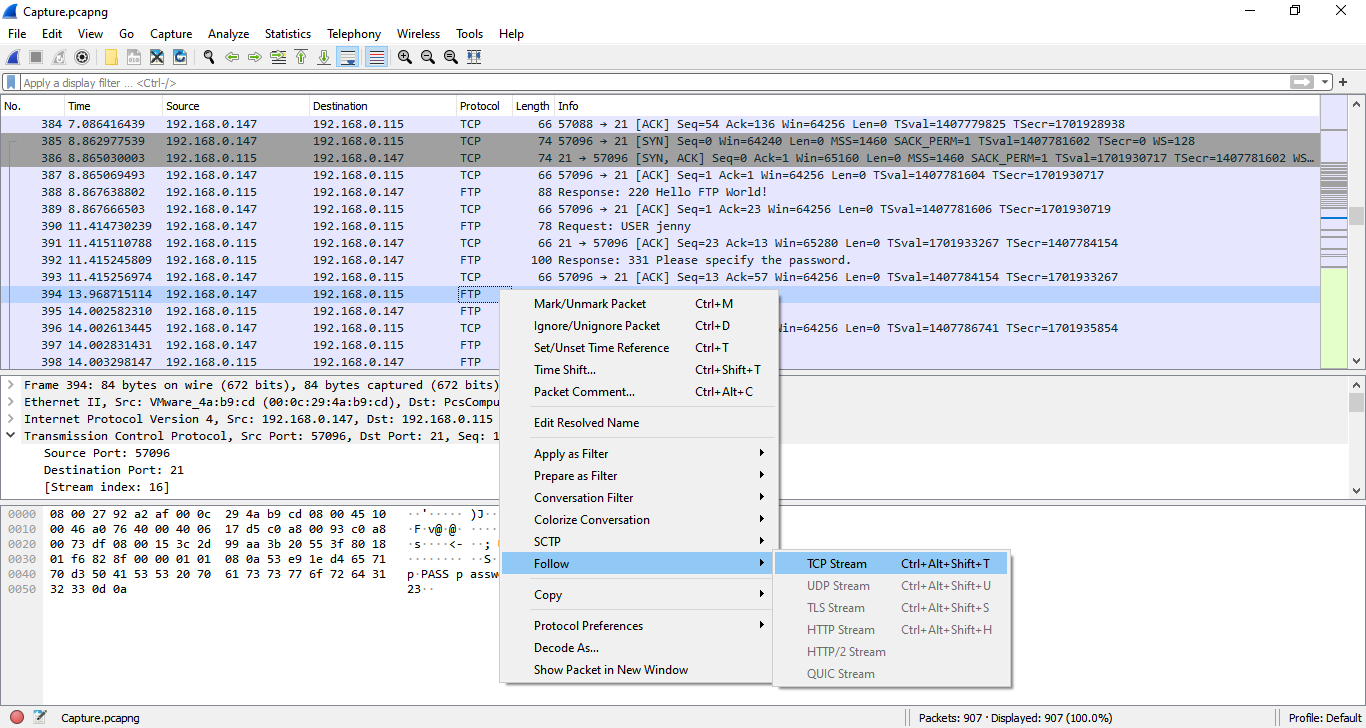 Capture.pcapng
File Edit View Go Capture Analyze Statistics Telephony Wireless Tools Help
Apply a display filter ... <Ctrl-/>
No. Time Source Destination Protocol Length Info
384 7.086416439 192.168.0.147 192.168.0.115 TCP 66 57088 → 21 [ACK] Seq=54 Ack=136 Win=64256 Len=0 TSval=1407779825 TSecr=1701928938
385 8.862977539 192.168.0.147 192.168.0.115 TCP 74 57096 → 21 [SYN] Seq=0 Win=64240 Len=0 MSS=1460 SACK_PERM=1 TSval=1407781602 TSecr=0 WS=128
386 8.865030003 192.168.0.115 192.168.0.147 TCP 74 21 → 57096 [SYN, ACK] Seq=0 Ack=1 Win=65160 Len=0 MSS=1460 SACK_PERM=1 TSval=1701930717 TSecr=1407781602 WS…
387 8.865069493 192.168.0.147 192.168.0.115 TCP 66 57096 → 21 [ACK] Seq=1 Ack=1 Win=64256 Len=0 TSval=1407781604 TSecr=1701930717
388 8.867638802 192.168.0.115 192.168.0.147 FTP 88 Response: 220 Hello FTP World!
389 8.867666503 192.168.0.147 192.168.0.115 TCP 66 57096 → 21 [ACK] Seq=1 Ack=23 Win=64256 Len=0 TSval=1407781606 TSecr=1701930719
390 11.414730239 192.168.0.147 192.168.0.115 FTP 78 Request: USER jenny
391 11.415110788 192.168.0.115 192.168.0.147 TCP 66 21 → 57096 [ACK] Seq=23 Ack=13 Win=65280 Len=0 TSval=1701933267 TSecr=1407784154
392 11.415245809 192.168.0.115 192.168.0.147 FTP 100 Response: 331 Please specify the password.
393 11.415256974 192.168.0.147 192.168.0.115 TCP 66 57096 → 21 [ACK] Seq=13 Ack=57 Win=64256 Len=0 TSval=1407784154 TSecr=1701933267
394 13.968715114 192.168.0.147 192.168.0.115 FTP
395 14.002582310 192.168.0.115 192.168.0.147 FTP
396 14.002613445 192.168.0.147 192.168.0.115 TCP in=64256 Len=0 TSval=1407786741 TSecr=1701935854
397 14.002831431 192.168.0.147 192.168.0.115 FTP
398 14.003298147 192.168.0.115 192.168.0.147 FTP
Mark/Unmark Packet Ctrl+M
Ignore/Unignore Packet Ctrl+D
Set/Unset Time Reference Ctrl+T
Time Shift... Ctrl+Shift+T
Packet Comment... Ctrl+Alt+C
Edit Resolved Name
Apply as Filter
Prepare as Filter
Conversation Filter
Colorize Conversation
SCTP
Follow
Copy
Protocol Preferences
Decode As...
Show Packet in New Window
TCP Stream Ctrl+Alt+Shift+T
UDP Stream Ctrl+Alt+Shift+U
TLS Stream Ctrl+Alt+Shift+S
HTTP Stream Ctrl+Alt+Shift+H
HTTP/2 Stream
QUIC Stream
Frame 394: 84 bytes on wire (672 bits), 84 bytes captured (672 bits)
Ethernet II, Src: VMware_4a:b9:cd (00:0c:29:4a:b9:cd), Dst: PcsCompu
Internet Protocol Version 4, Src: 192.168.0.147, Dst: 192.168.0.115
Transmission Control Protocol, Src Port: 57096, Dst Port: 21, Seq: 1
Source Port: 57096
Destination Port: 21
[Stream index: 16]
0000 08 00 27 92 a2 af 00 0c 29 4a b9 cd 08 00 45 10 ··'····· )J··
0010 00 46 a0 76 40 00 40 06 17 d5 c0 a8 00 93 c0 a8 ·F·v@·@· ····
0020 00 73 df 08 00 15 3c 2d 99 aa 3b 20 55 3f 80 18 ·s····<- ··;
0030 01 f6 82 8f 00 00 01 01 08 0a 53 e9 1e d4 65 71 ········ ··S·
0040 70 d3 50 41 53 53 20 70 61 73 73 77 6f 72 64 31 p·PASS p assw
0050 32 33 0d 0a 23··
Capture.pcapng Packets: 907 · Displayed: 907 (100.0%) Profile: Default